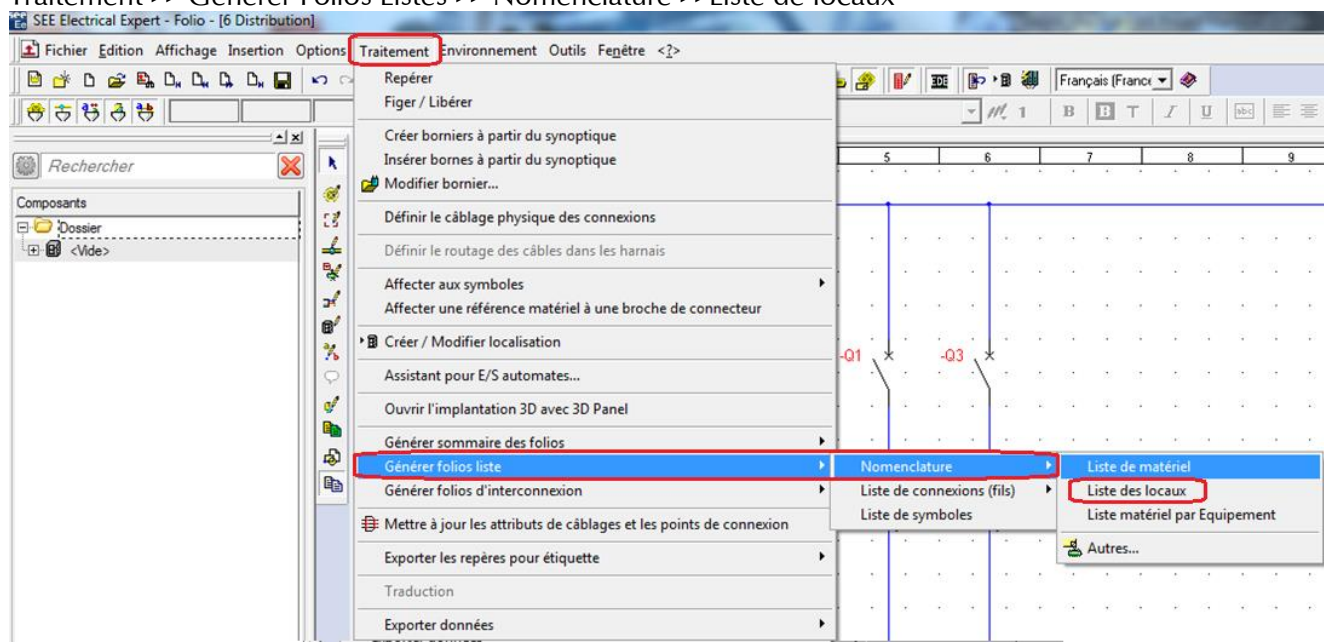 Traitement >> Générer Folios Listes >> Nomenclature >>Liste de locaux
SEE Electrical Expert - Folio - [6 Distribution]
Fichier Edition Affichage Insertion Options Traitement Environnement Outils Fenêtre <?>
Français (France
1 B B T I U abc
Rechercher
Composants
Dossier
<Vide>
Repérer
Figer / Libérer
Créer borniers à partir du synoptique
Insérer bornes à partir du synoptique
Modifier bornier...
Définir le câblage physique des connexions
Définir le routage des câbles dans les harnais
Affecter aux symboles
Affecter une référence matériel à une broche de connecteur
Créer / Modifier localisation
Assistant pour E/S automates...
Ouvrir l'implantation 3D avec 3D Panel
Générer sommaire des folios
Générer folios liste
Générer folios d'interconnexion
Mettre à jour les attributs de câblages et les points de connexion
Exporter les repères pour étiquette
Traduction
Exporter données
5 6 7 8 9
-Q1 -Q3
Nomenclature
Liste de connexions (fils)
Liste de symboles
Liste de matériel
Liste des locaux
Liste matériel par Equipement
Autres...